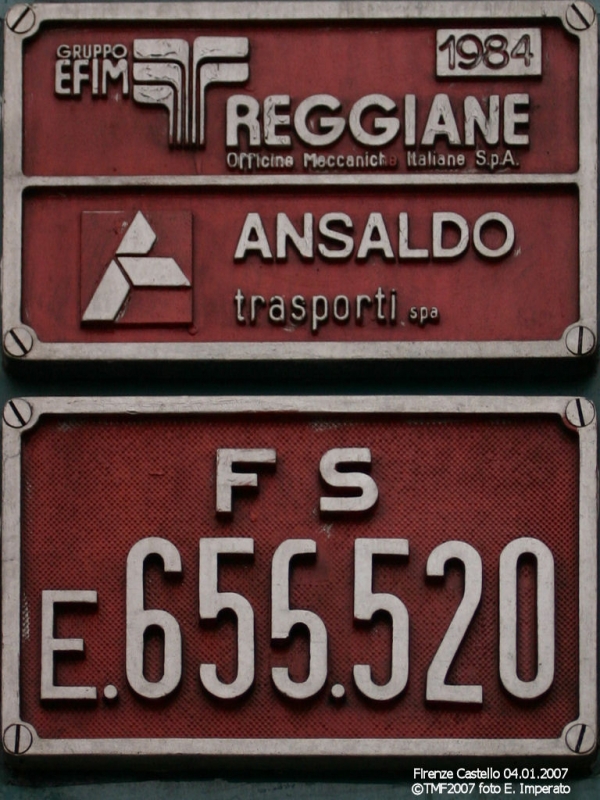 GRUPPO
EFIM
1984
REGGIANE
Officine Meccaniche Italiane S.p.A.
ANSALDO
trasporti spa
F S
E.655.520
Firenze Castello 04.01.2007
©TMF2007 foto E. Imperato